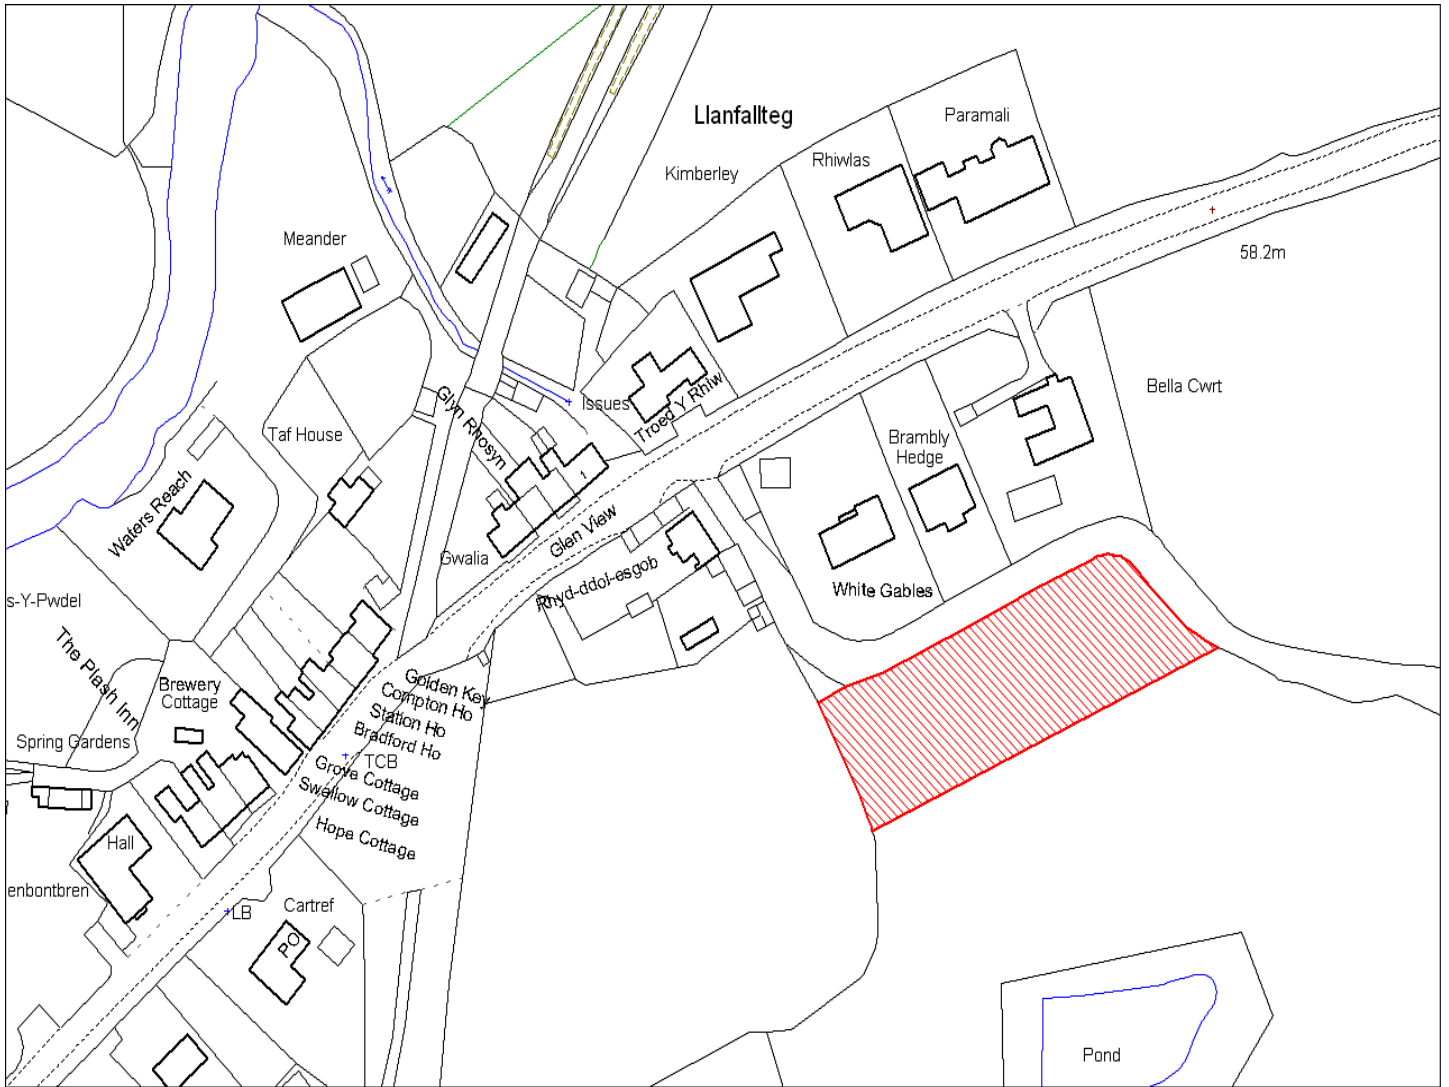 Llanfallteg
Paramali
Rhiwlas
Kimberley
58.2m
Meander
Bella Cwrt
Issues
Troed Y Rhiw
Glyn Rhosyn
Taf House
Brambly
Hedge
1
Waters Reach
Glen View
Gwalia
Rhyd-ddol-esgob
White Gables
s-Y-Pwdel
The Plash Inn
Brewery
Cottage
Golden Key
Compton Ho
Station Ho
Bradford Ho
Spring Gardens
TCB
Grove Cottage
Swallow Cottage
Hope Cottage
Hall
enbontbren
LB
Cartref
PO
Pond